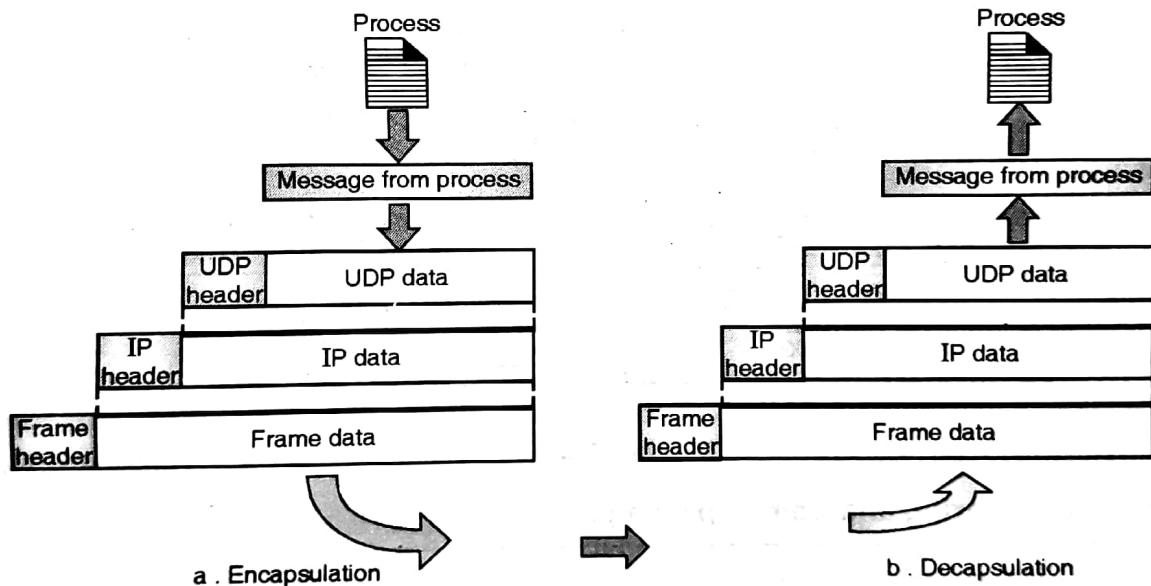 Process
Message from process
UDP
header
UDP data
IP
header
IP data
Frame
header
Frame data
a . Encapsulation
Process
Message from process
UDP
header
UDP data
IP
header
IP data
Frame
header
Frame data
b . Decapsulation